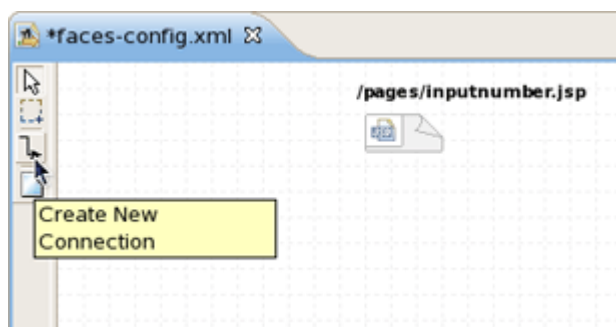 *faces-config.xml
/pages/inputnumber.jsp
Create New
Connection